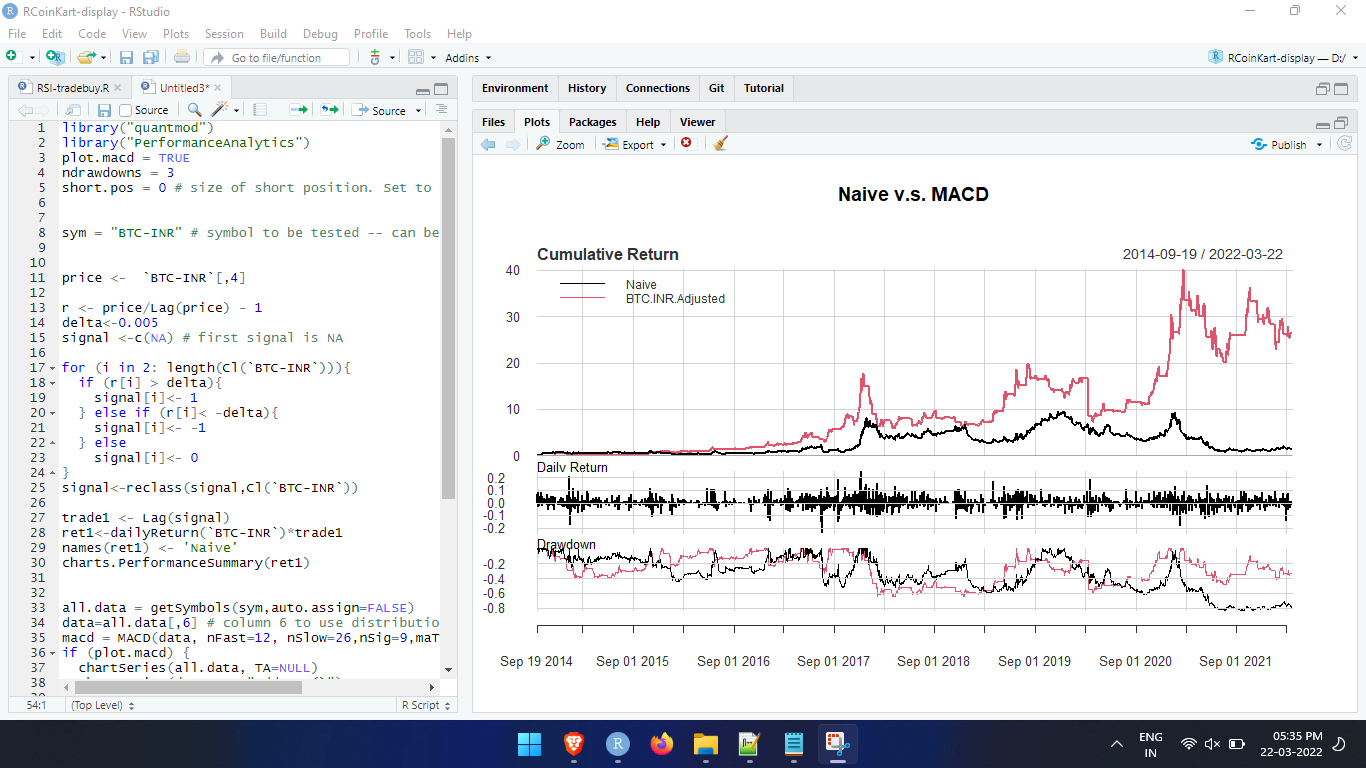 RCoinKart-display - RStudio
File Edit Code View Plots Session Build Debug Profile Tools Help
Go to file/function Addins
RCoinKart-display — D:/
RSI-tradebuy.R Untitled3*
Source Source
1 library("quantmod")
2 library("PerformanceAnalytics")
3 plot.macd = TRUE
4 ndrawdowns = 3
5 short.pos = 0 # size of short position. Set to
6
7
8 sym = "BTC-INR" # symbol to be tested -- can be
9
10
11 price <-  `BTC-INR`[,4]
12
13 r <- price/Lag(price) - 1
14 delta<-0.005
15 signal <-c(NA) # first signal is NA
16
17 for (i in 2: length(Cl(`BTC-INR`))){
18   if (r[i] > delta){
19     signal[i]<- 1
20   } else if (r[i]< -delta){
21     signal[i]<- -1
22   } else
23     signal[i]<- 0
24 }
25 signal<-reclass(signal,Cl(`BTC-INR`))
26
27 trade1 <- Lag(signal)
28 ret1<-dailyReturn(`BTC-INR`)*trade1
29 names(ret1) <- 'Naive'
30 charts.PerformanceSummary(ret1)
31
32
33 all.data = getSymbols(sym,auto.assign=FALSE)
34 data=all.data[,6] # column 6 to use distributio
35 macd = MACD(data, nFast=12, nSlow=26,nSig=9,maT
36 if (plot.macd) {
37   chartSeries(all.data, TA=NULL)
38
54:1 (Top Level) R Script
Environment History Connections Git Tutorial
Files Plots Packages Help Viewer
Zoom Export Publish
Naive v.s. MACD
Cumulative Return 2014-09-19 / 2022-03-22
Naive
BTC.INR.Adjusted
40
30
20
10
0
Daily Return
0.2
0.1
0.0
-0.1
-0.2
Drawdown
-0.2
-0.4
-0.6
-0.8
Sep 19 2014 Sep 01 2015 Sep 01 2016 Sep 01 2017 Sep 01 2018 Sep 01 2019 Sep 01 2020 Sep 01 2021
ENG
IN
05:35 PM
22-03-2022